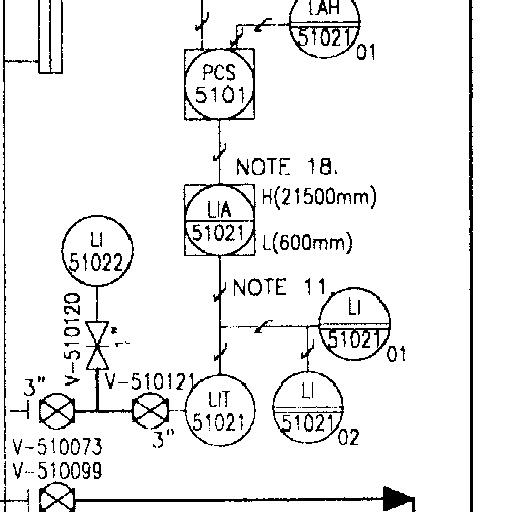 LAH
51021
01
PCS
5101
NOTE 18.
H(21500mm)
LIA
51021
L(600mm)
LI
51022
NOTE 11.
V-510120
1"
LI
51021
01
3"
V-510121
LIT
51021
LI
51021
02
3"
V-510073
V-510099